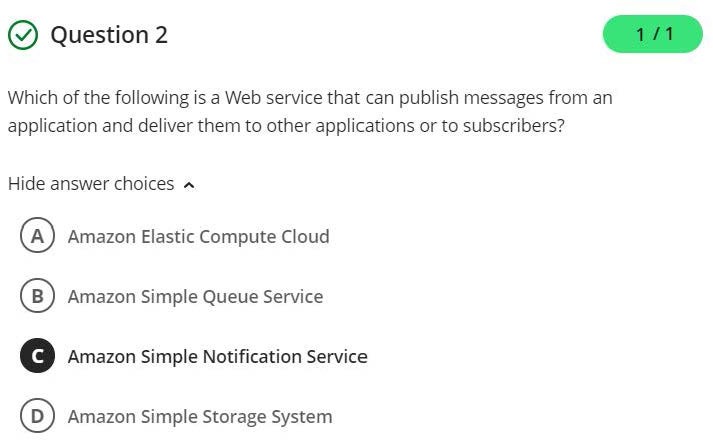 Question 2
1 / 1
Which of the following is a Web service that can publish messages from an
application and deliver them to other applications or to subscribers?
Hide answer choices
A Amazon Elastic Compute Cloud
B Amazon Simple Queue Service
C Amazon Simple Notification Service
D Amazon Simple Storage System